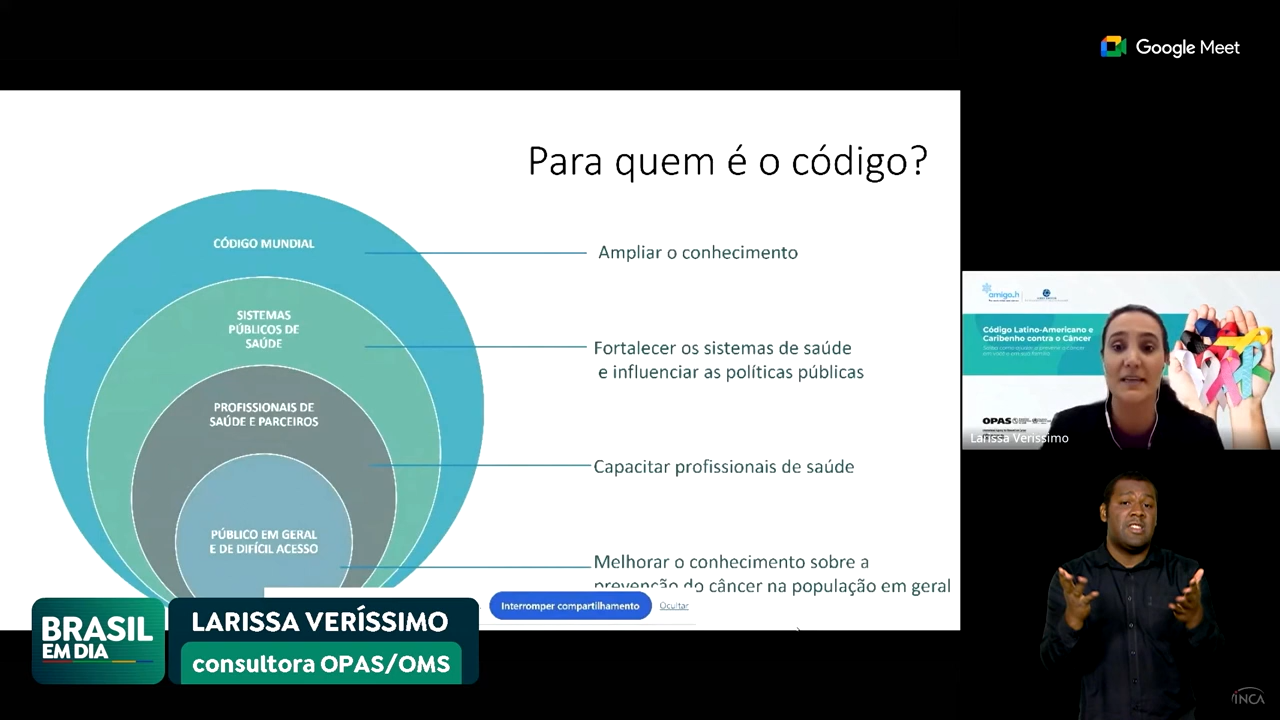 Google Meet
Para quem é o código?
CÓDIGO MUNDIAL
Ampliar o conhecimento
SISTEMAS
PÚBLICOS DE
SAÚDE
Fortalecer os sistemas de saúde
e influenciar as políticas públicas
PROFISSIONAIS DE
SAÚDE E PARCEIROS
Capacitar profissionais de saúde
PÚBLICO EM GERAL
E DE DIFÍCIL ACESSO
Melhorar o conhecimento sobre a
prevenção do câncer na população em geral
Interromper compartilhamento
Ocultar
amigo_h
Código Latino-Americano e
Caribenho contra o Câncer
OPAS
Larissa Veríssimo
BRASIL
EM DIA
LARISSA VERÍSSIMO
consultora OPAS/OMS
INCA